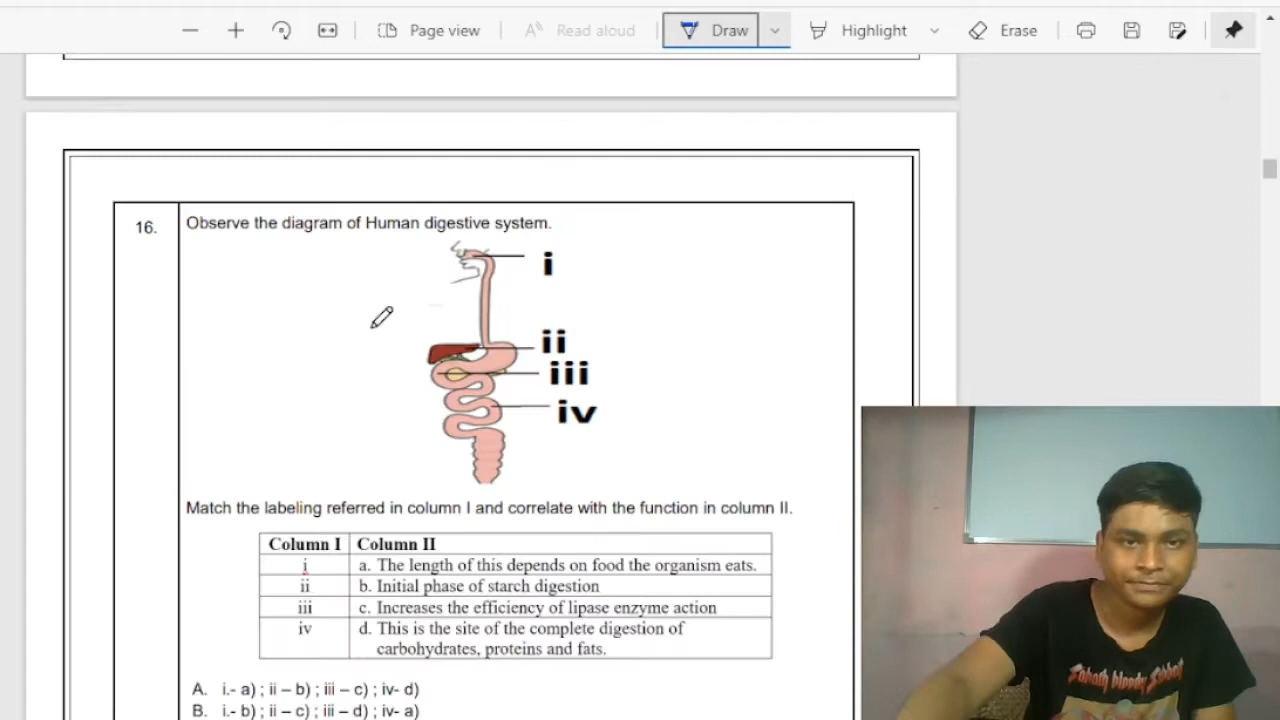 Page view
Read aloud
Draw
Highlight
Erase
16.
Observe the diagram of Human digestive system.
i
ii
iii
iv
Match the labeling referred in column I and correlate with the function in column II.
Column I Column II
i a. The length of this depends on food the organism eats.
ii b. Initial phase of starch digestion
iii c. Increases the efficiency of lipase enzyme action
iv d. This is the site of the complete digestion of
carbohydrates, proteins and fats.
A. i.- a) ; ii – b) ; iii – c) ; iv- d)
B. i.- b) ; ii – c) ; iii – d) ; iv- a)
Sabbath bloody Sabbath